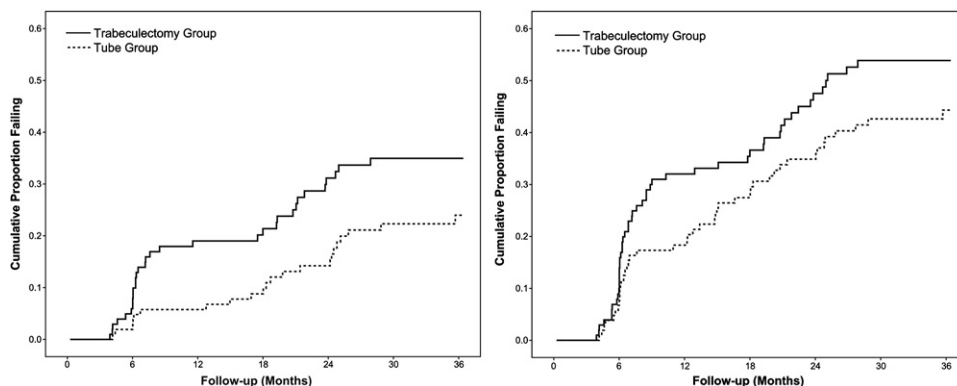 0.6
0.5
0.4
0.3
0.2
0.1
0.0
Cumulative Proportion Failing
Trabeculectomy Group
Tube Group
0 6 12 18 24 30 36
Follow-up (Months)
0.6
0.5
0.4
0.3
0.2
0.1
0.0
Cumulative Proportion Failing
Trabeculectomy Group
Tube Group
0 6 12 18 24 30 36
Follow-up (Months)